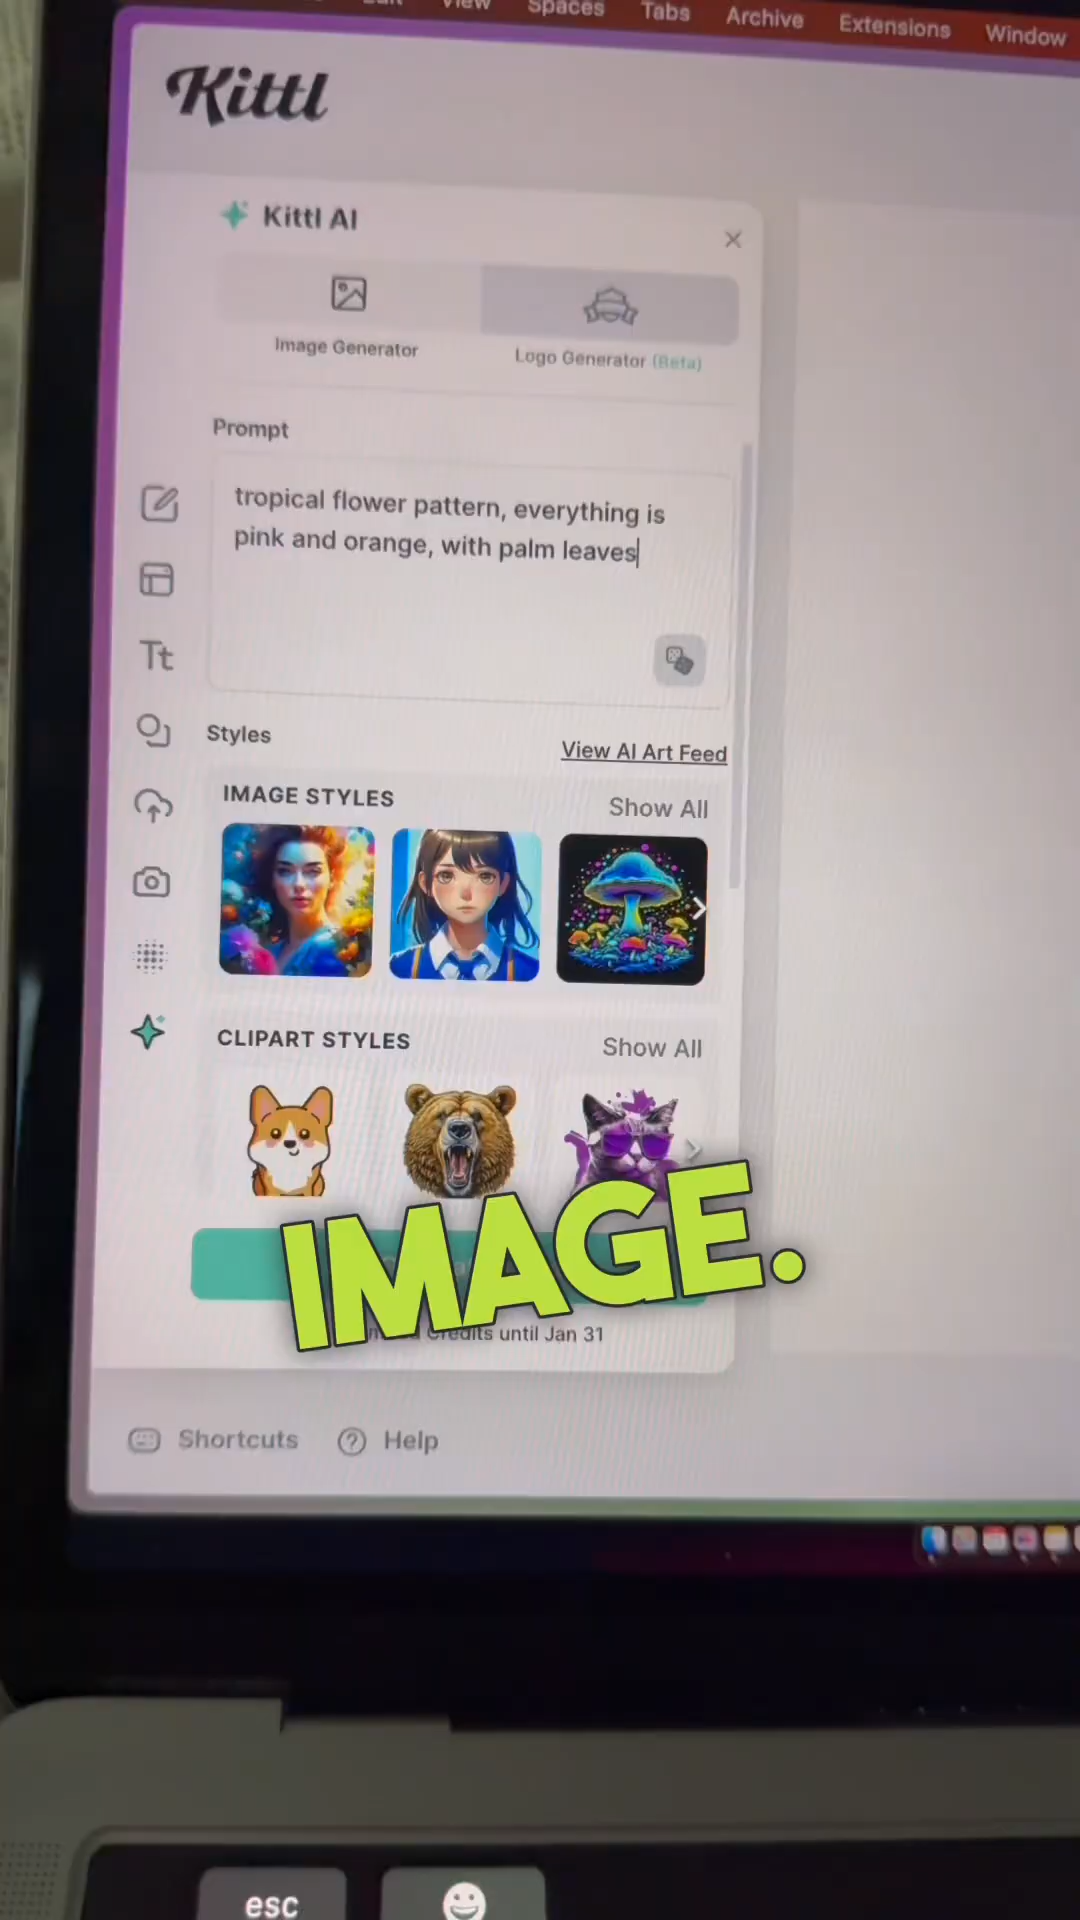 View
Spaces
Tabs
Archive
Extensions
Window
Kittl
Kittl AI
Image Generator
Logo Generator (Beta)
Prompt
tropical flower pattern, everything is
pink and orange, with palm leaves
Tt
Styles
View AI Art Feed
IMAGE STYLES
Show All
CLIPART STYLES
Show All
IMAGE.
Credits until Jan 31
Shortcuts
Help
esc